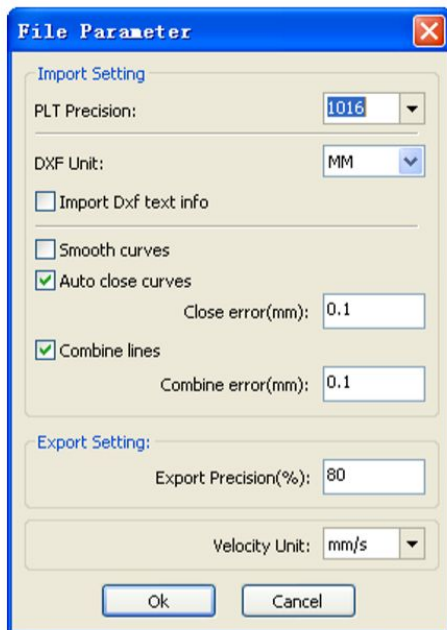 File Parameter
Import Setting
PLT Precision: 1016
DXF Unit: MM
Import Dxf text info
Smooth curves
Auto close curves
Close error(mm): 0.1
Combine lines
Combine error(mm): 0.1
Export Setting:
Export Precision(%): 80
Velocity Unit: mm/s
Ok Cancel